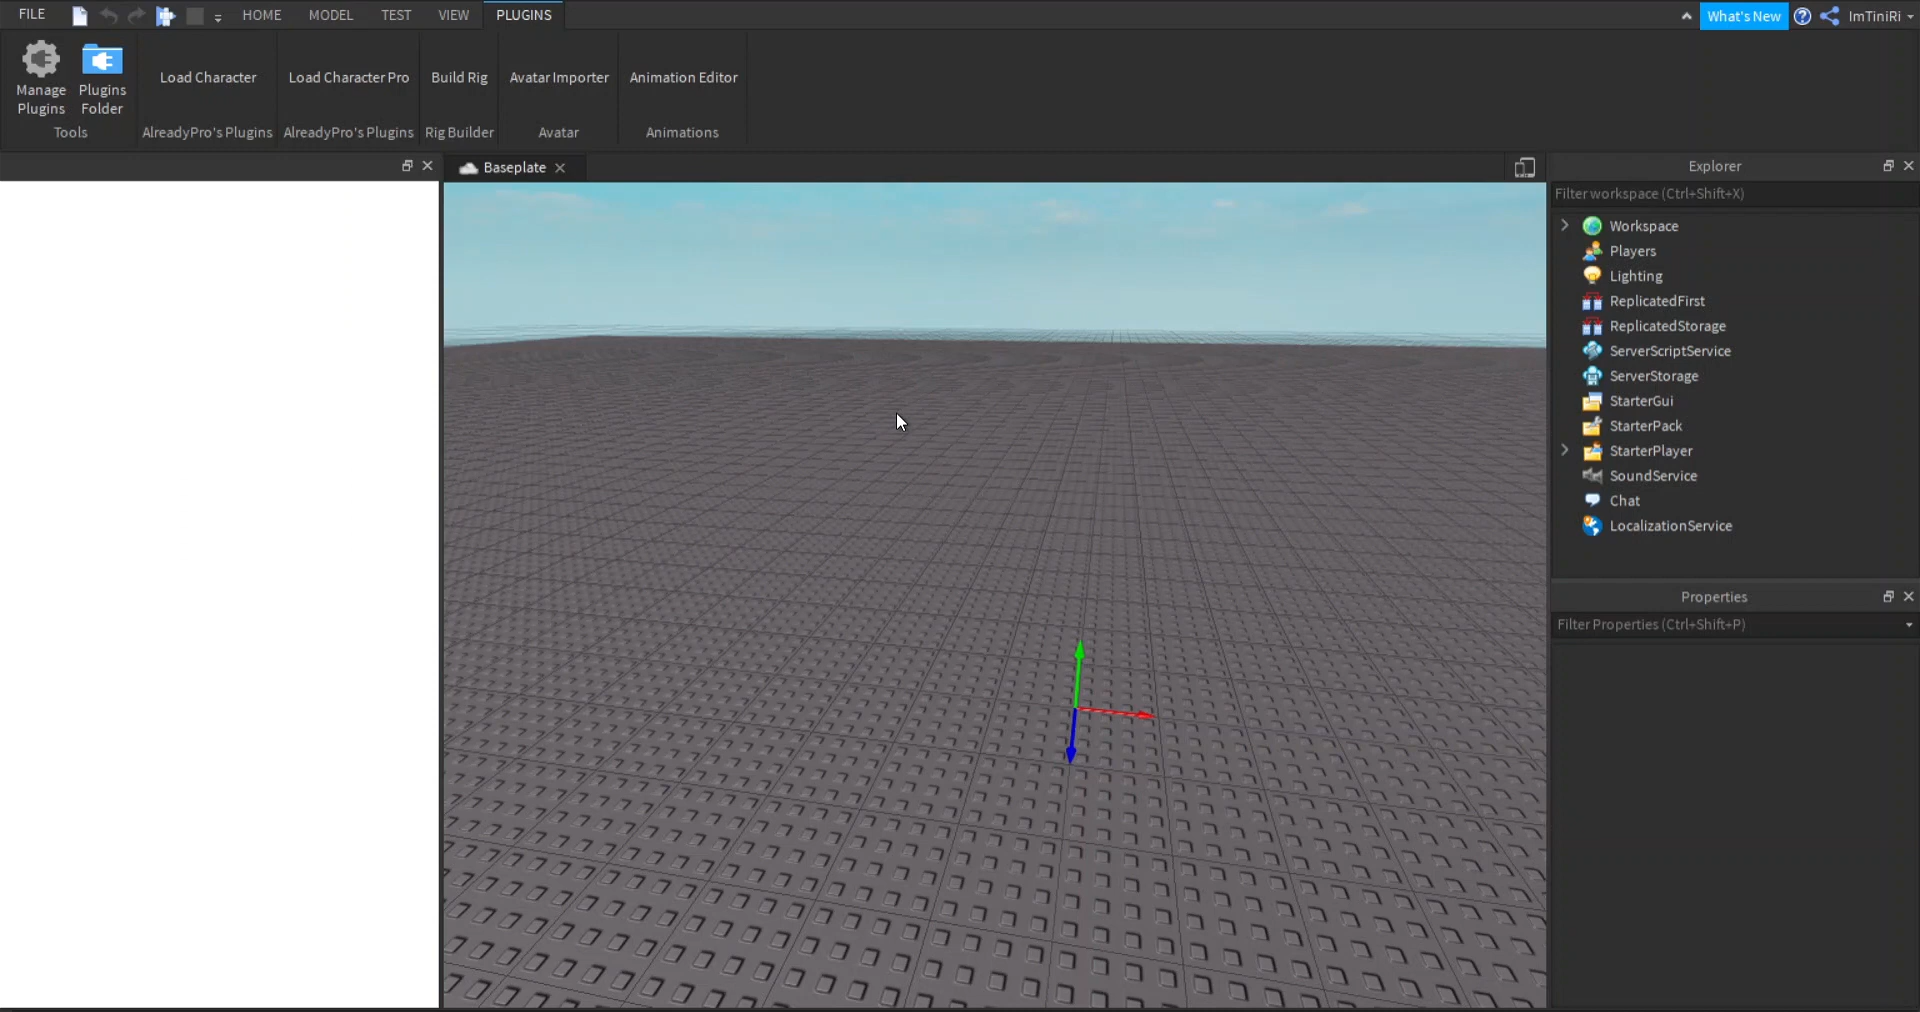 FILE HOME MODEL TEST VIEW PLUGINS What's New ImTiniRi
Manage Plugins Plugins Folder Load Character Load Character Pro Build Rig Avatar Importer Animation Editor
Tools AlreadyPro's Plugins AlreadyPro's Plugins Rig Builder Avatar Animations
Baseplate
Explorer
Filter workspace (Ctrl+Shift+X)
Workspace
Players
Lighting
ReplicatedFirst
ReplicatedStorage
ServerScriptService
ServerStorage
StarterGui
StarterPack
StarterPlayer
SoundService
Chat
LocalizationService
Properties
Filter Properties (Ctrl+Shift+P)